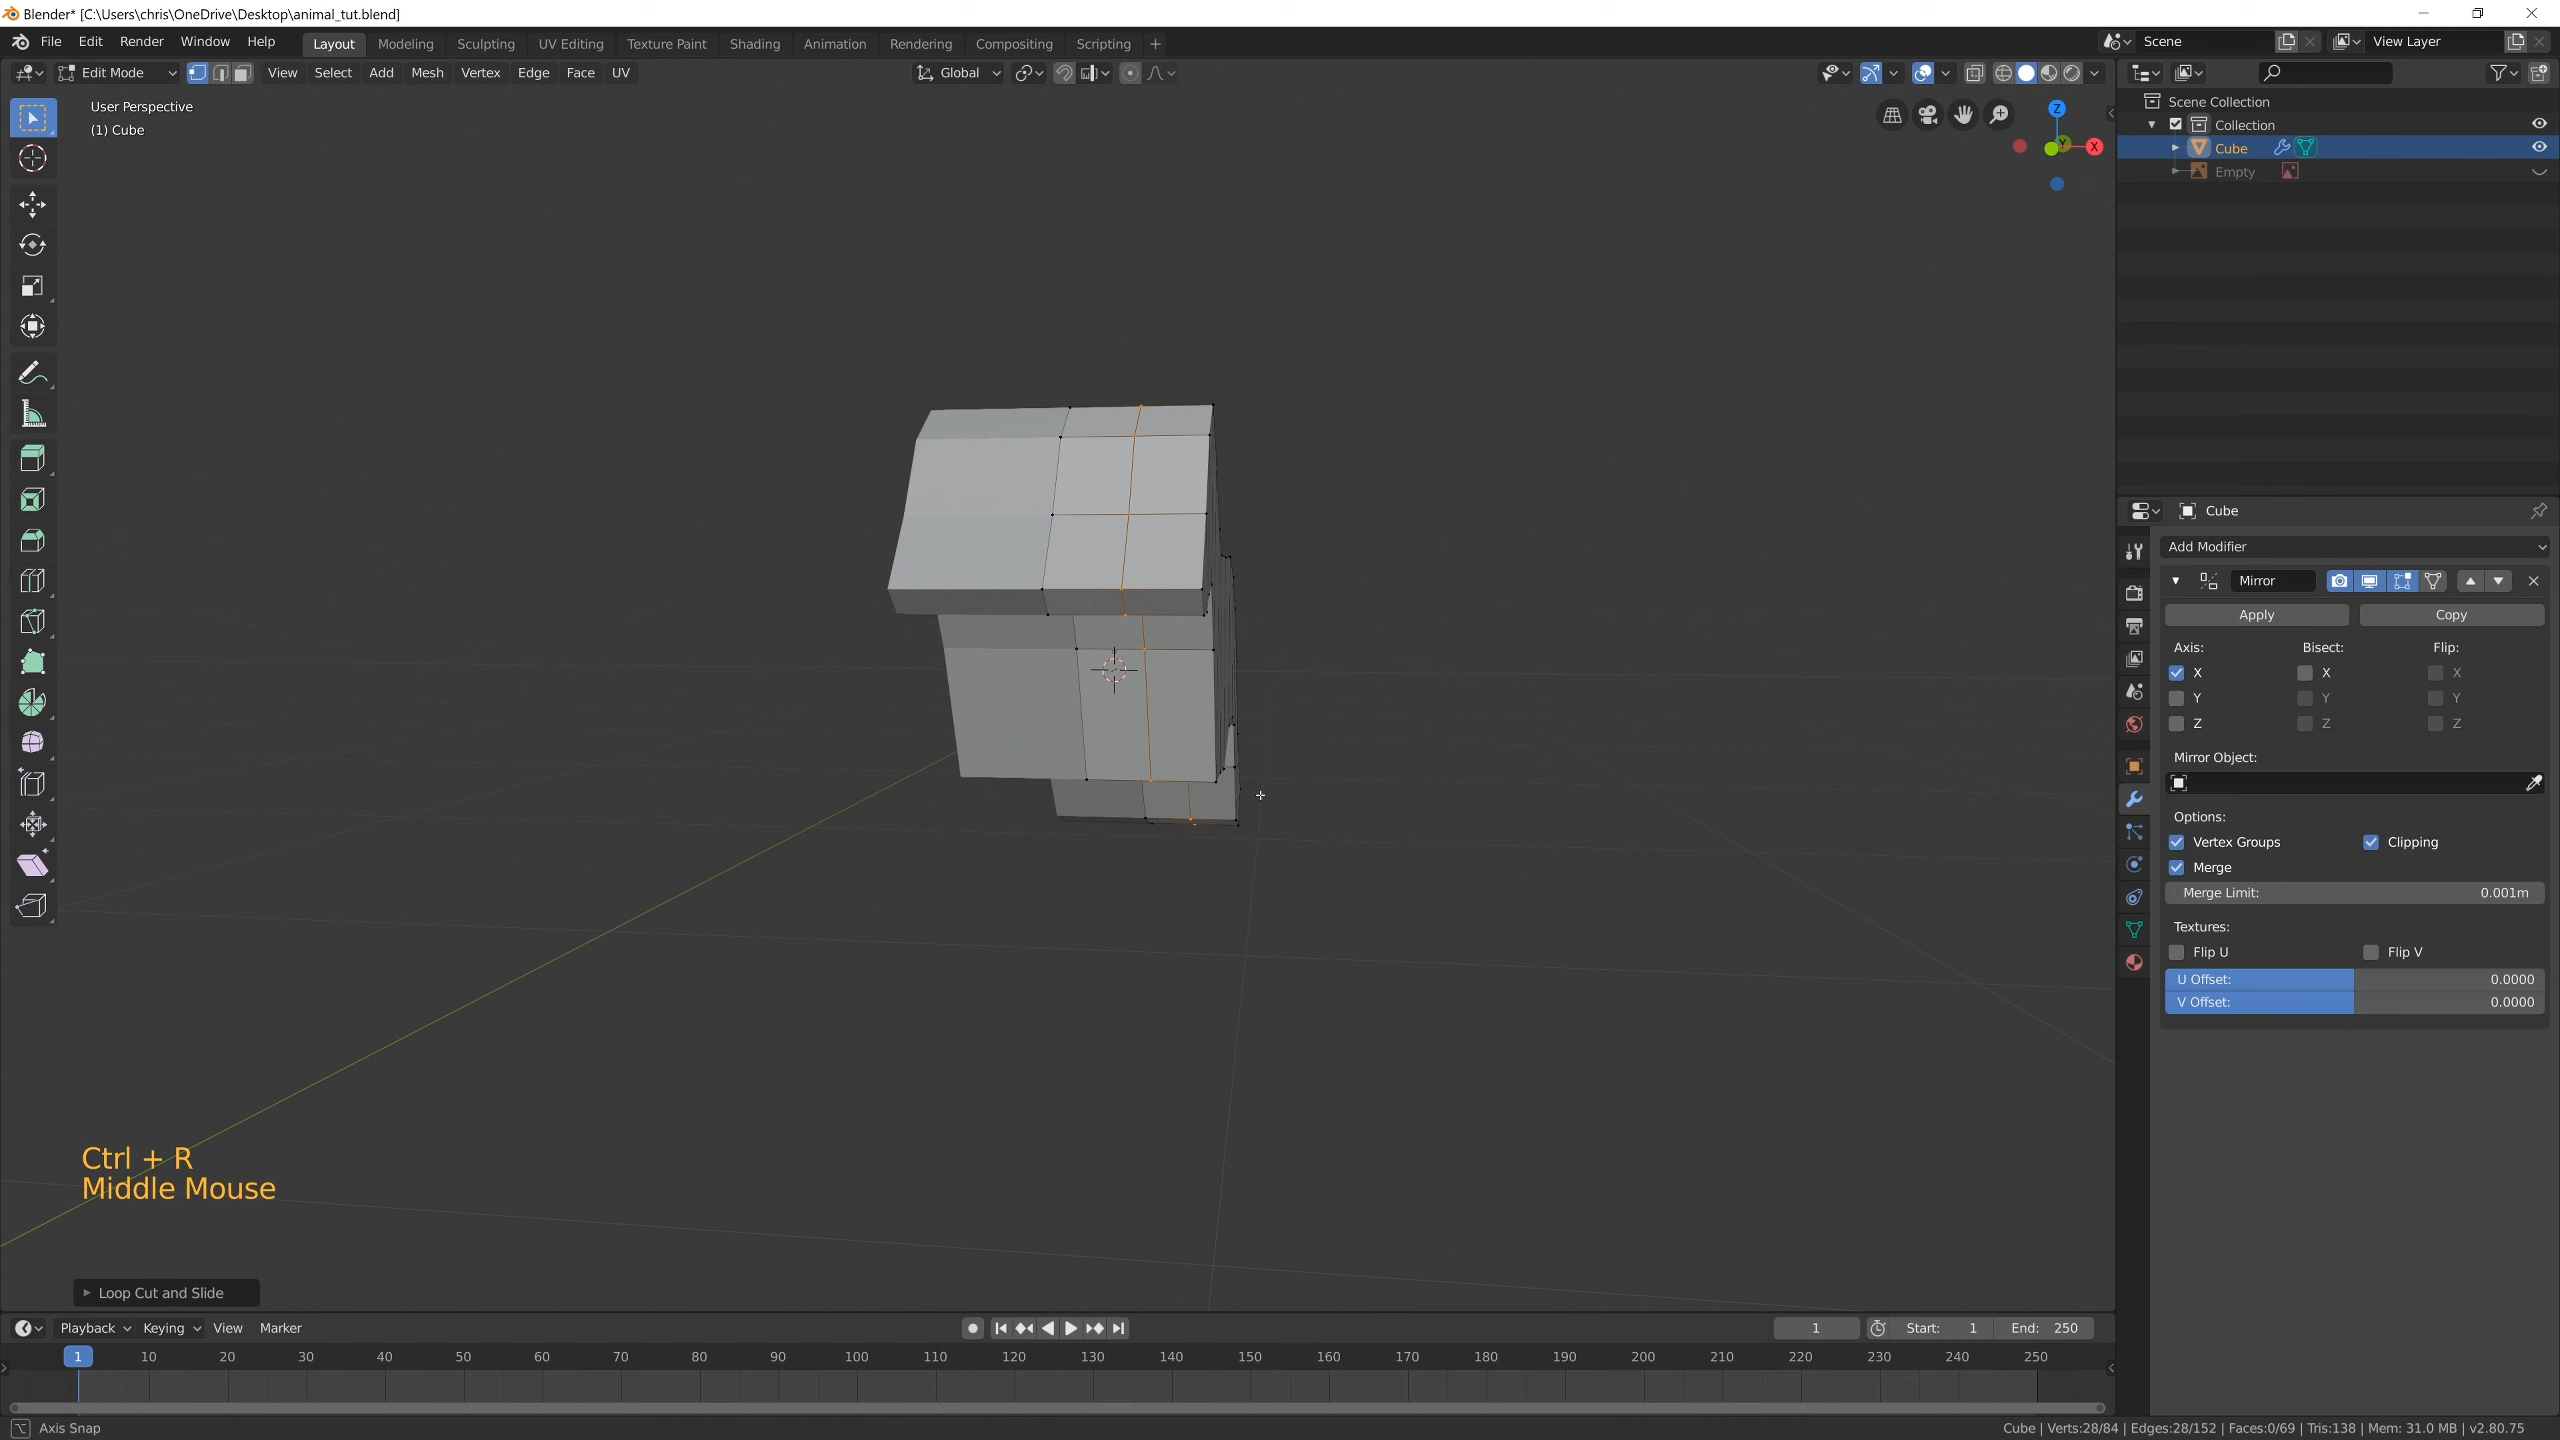 Blender* [C:\Users\chris\OneDrive\Desktop\animal_tut.blend]
File Edit Render Window Help Layout Modeling Sculpting UV Editing Texture Paint Shading Animation Rendering Compositing Scripting + Scene View Layer
Edit Mode View Select Add Mesh Vertex Edge Face UV Global
User Perspective
(1) Cube
Z
Y
X
Scene Collection
Collection
Cube
Empty
Cube
Add Modifier
Mirror
Apply Copy
Axis: Bisect: Flip:
X X X
Y Y Y
Z Z Z
Mirror Object:
Options:
Vertex Groups Clipping
Merge
Merge Limit: 0.001m
Textures:
Flip U Flip V
U Offset: 0.0000
V Offset: 0.0000
Ctrl + R
Middle Mouse
Loop Cut and Slide
Playback Keying View Marker 1 Start: 1 End: 250
1 10 20 30 40 50 60 70 80 90 100 110 120 130 140 150 160 170 180 190 200 210 220 230 240 250
Axis Snap
Cube | Verts:28/84 | Edges:28/152 | Faces:0/69 | Tris:138 | Mem: 31.0 MB | v2.80.75